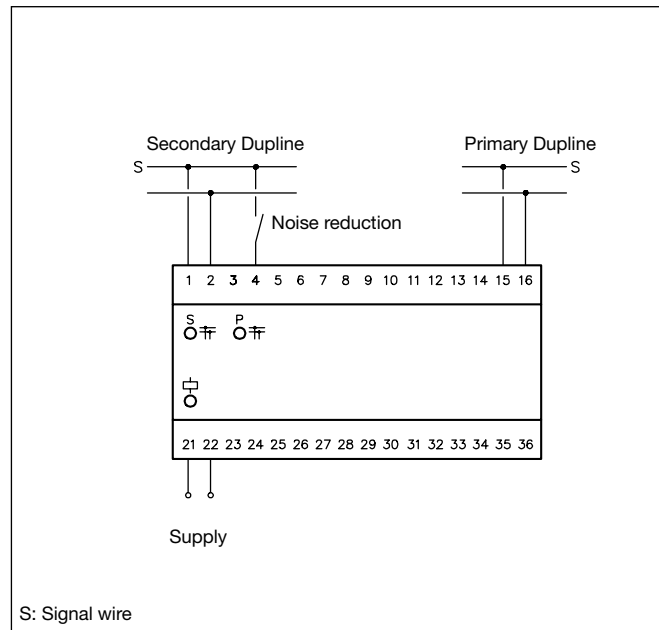 Secondary Dupline Primary Dupline
S S
Noise reduction
1 2 3 4 5 6 7 8 9 10 11 12 13 14 15 16
S P
21 22 23 24 25 26 27 28 29 30 31 32 33 34 35 36
Supply
S: Signal wire